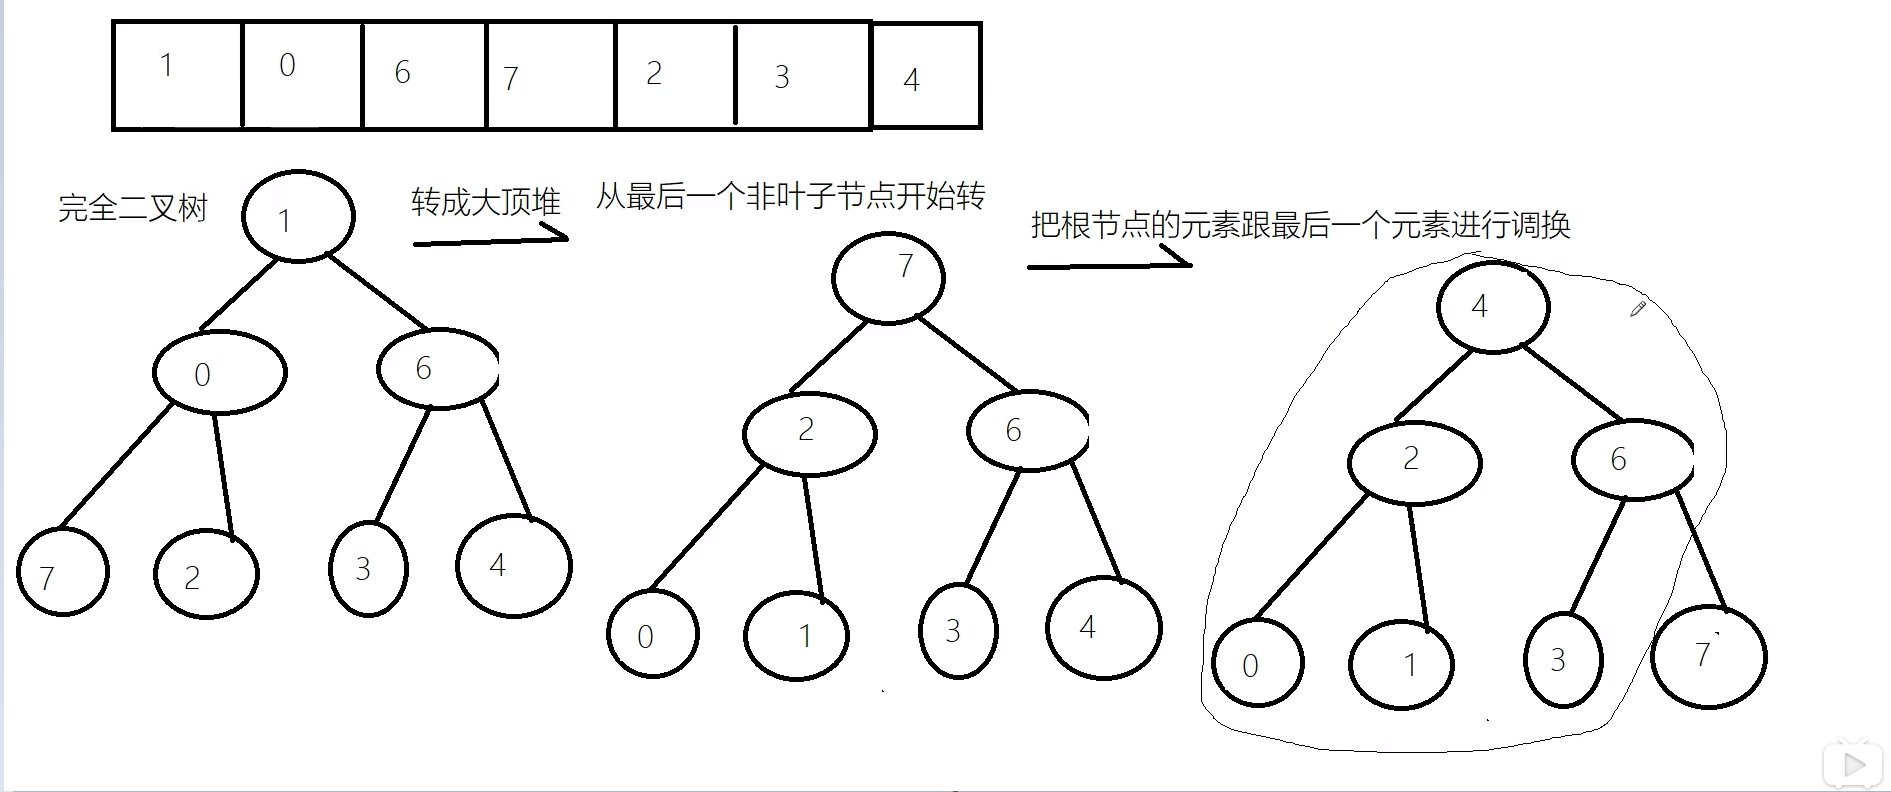 1 0 6 7 2 3 4
完全二叉树
转成大顶堆
从最后一个非叶子节点开始转
把根节点的元素跟最后一个元素进行调换
1
0 6
7 2 3 4
7
2 6
0 1 3 4
4
2 6
0 1 3 7